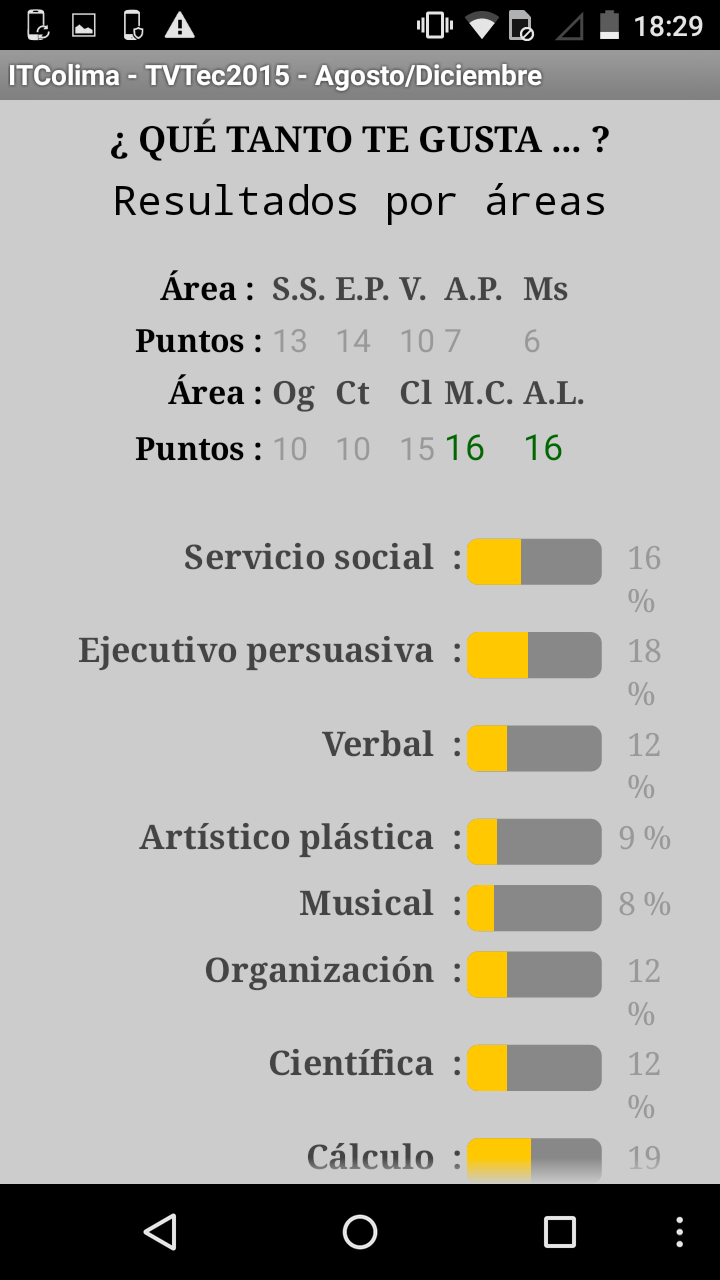 18:29
ITColima - TVTec2015 - Agosto/Diciembre
¿ QUÉ TANTO TE GUSTA ... ?
Resultados por áreas
Área : S.S. E.P. V. A.P. Ms
Puntos : 13 14 10 7 6
Área : Og Ct Cl M.C. A.L.
Puntos : 10 10 15 16 16
Servicio social : 16
%
Ejecutivo persuasiva : 18
%
Verbal : 12
%
Artístico plástica : 9 %
Musical : 8 %
Organización : 12
%
Científica : 12
%
Cálculo : 19